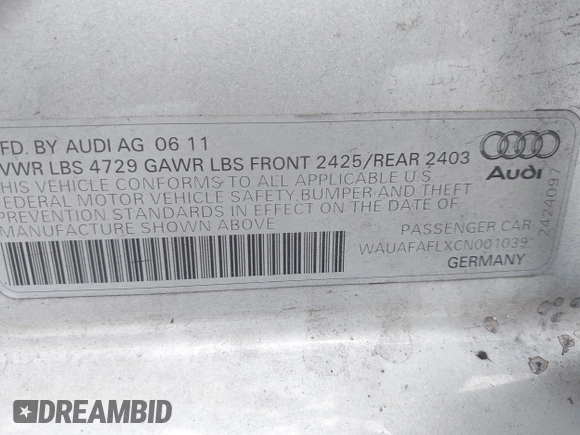 FD. BY AUDI AG 06 11
VWR LBS 4729 GAWR LBS FRONT 2425/REAR 2403
THIS VEHICLE CONFORMS TO ALL APPLICABLE U.S.
FEDERAL MOTOR VEHICLE SAFETY, BUMPER AND THEFT
PREVENTION STANDARDS IN EFFECT ON THE DATE OF
MANUFACTURE SHOWN ABOVE
PASSENGER CAR
WAUAFAFLXCN001039
GERMANY
Audi
2424097
DREAMBID